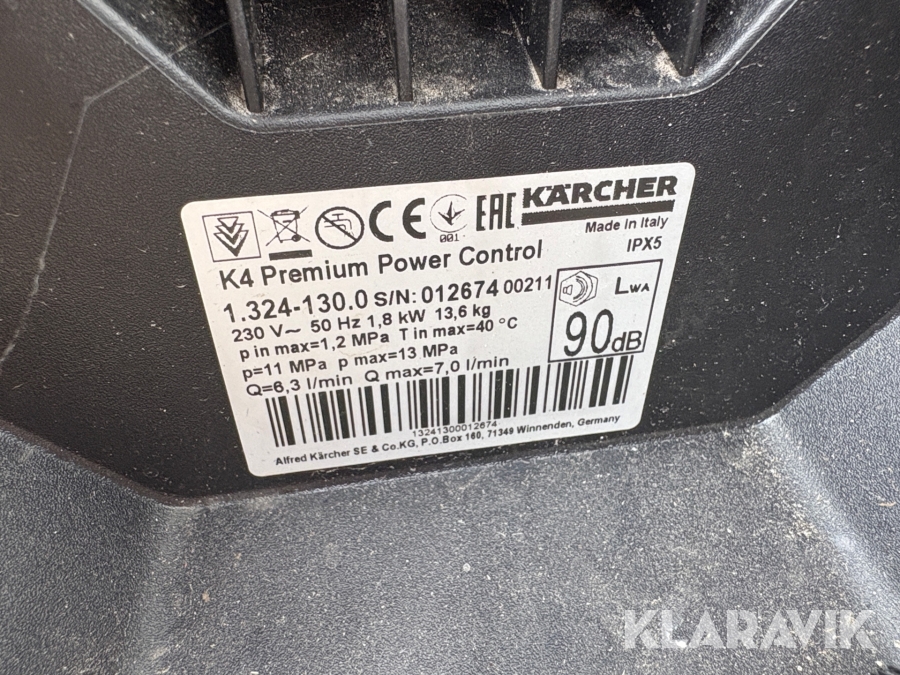 KÄRCHER
CE 001 EAC
Made in Italy
IPX5
K4 Premium Power Control
1.324-130.0 S/N: 012674 00211
230 V~ 50 Hz 1,8 kW 13,6 kg
p in max=1,2 MPa T in max=40 °C
p=11 MPa p max=13 MPa
Q=6,3 l/min Q max=7,0 l/min
LWA
90dB
13241300012674
Alfred Kärcher SE & Co.KG, P.O.Box 160, 71349 Winnenden, Germany
KLARAVIK